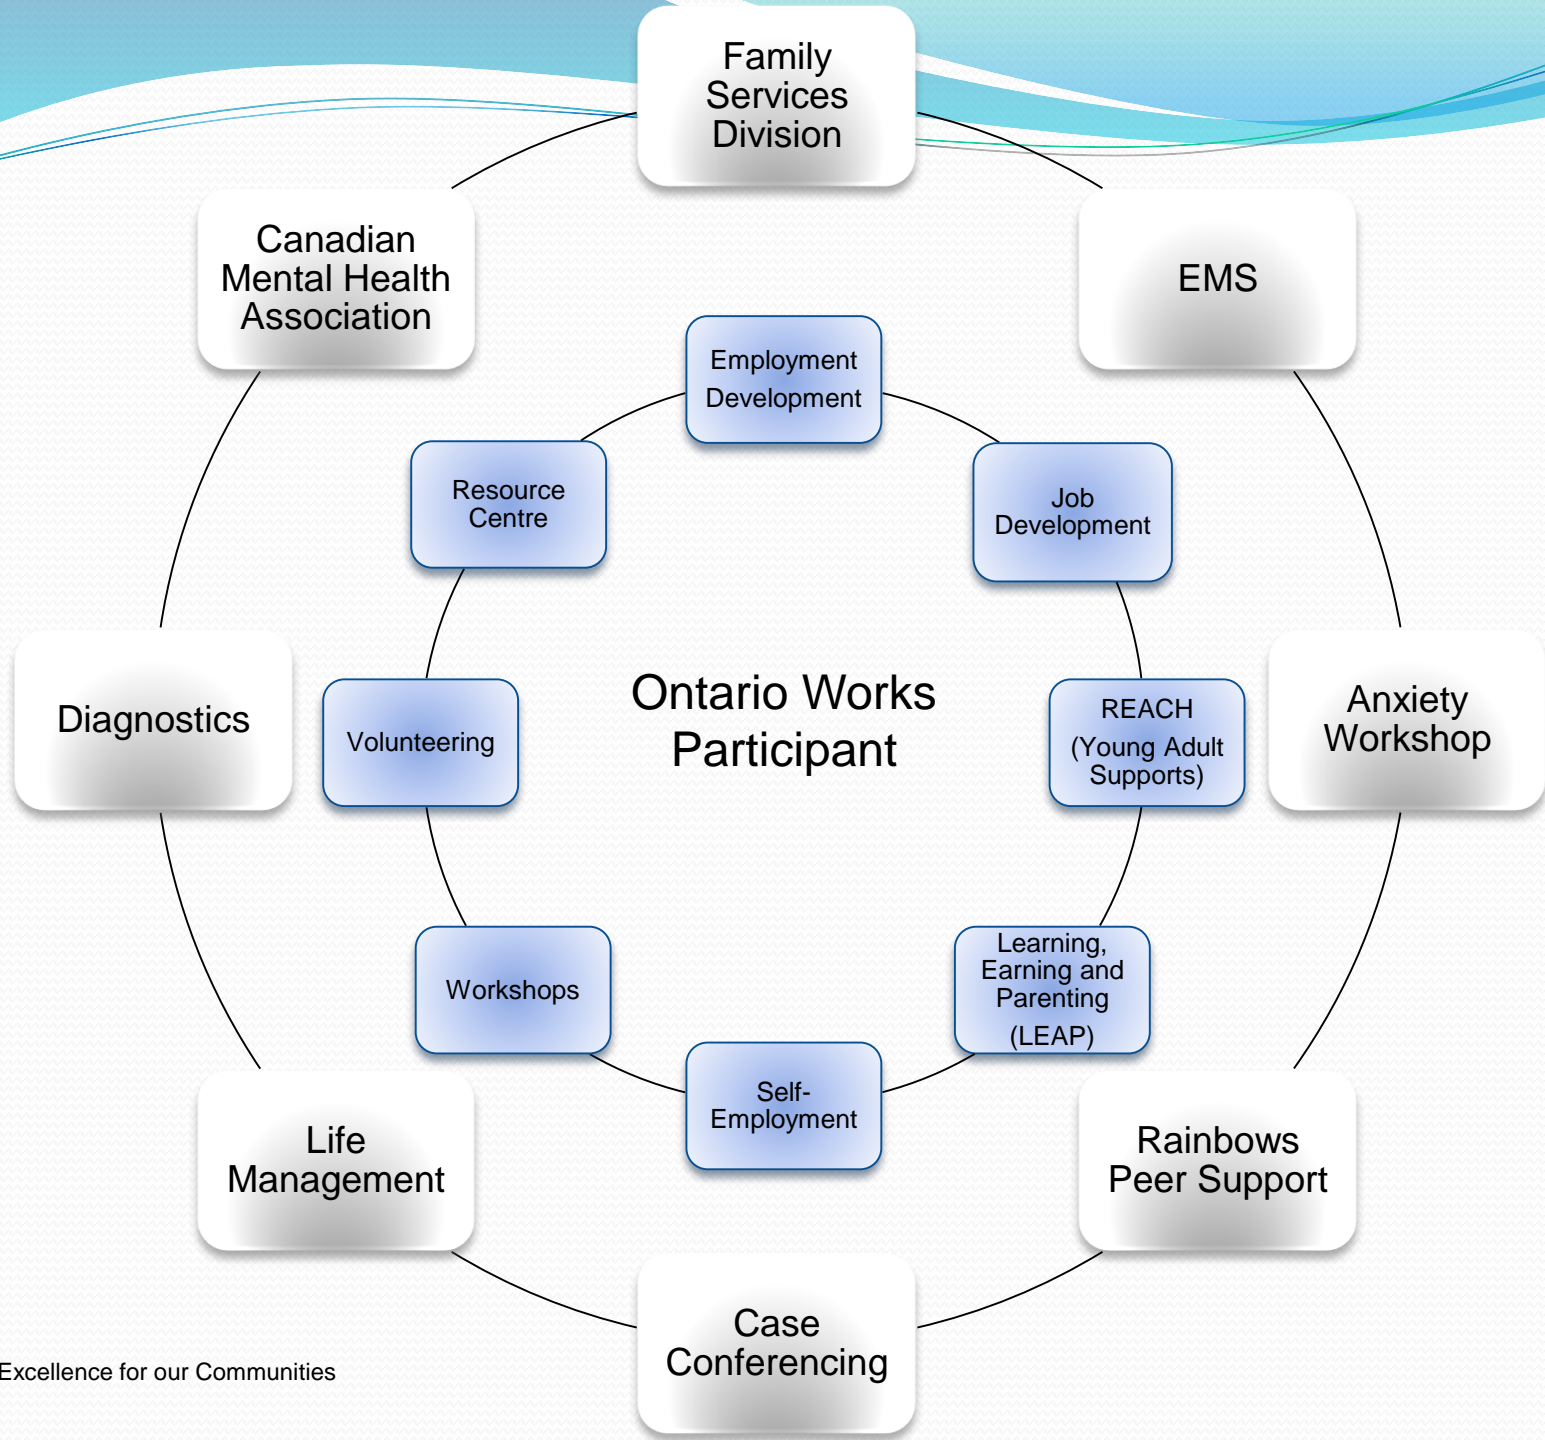 Family
Services
Division
Canadian
Mental Health
Association
EMS
Employment
Development
Resource
Centre
Job
Development
Ontario Works
Participant
Diagnostics
Volunteering
REACH
(Young Adult
Supports)
Anxiety
Workshop
Workshops
Learning,
Earning and
Parenting
(LEAP)
Self-
Employment
Life
Management
Rainbows
Peer Support
Case
Conferencing
Excellence for our Communities